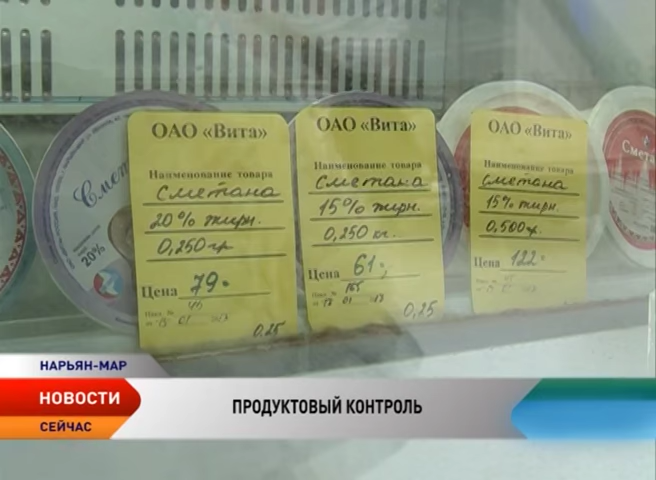 ОАО «Вита»
Наименование товара
Сметана
20% жирн.
0,250 гр
Цена 79-
0,25
ОАО «Вита»
Наименование товара
Сметана
15% жирн.
0,250 кг.
Цена 61-
0,25
ОАО «Вита»
Наименование товара
Сметана
15% жирн.
0,500г.
Цена 122-
20%
Смета
НАРЬЯН-МАР
НОВОСТИ
СЕЙЧАС
ПРОДУКТОВЫЙ КОНТРОЛЬ